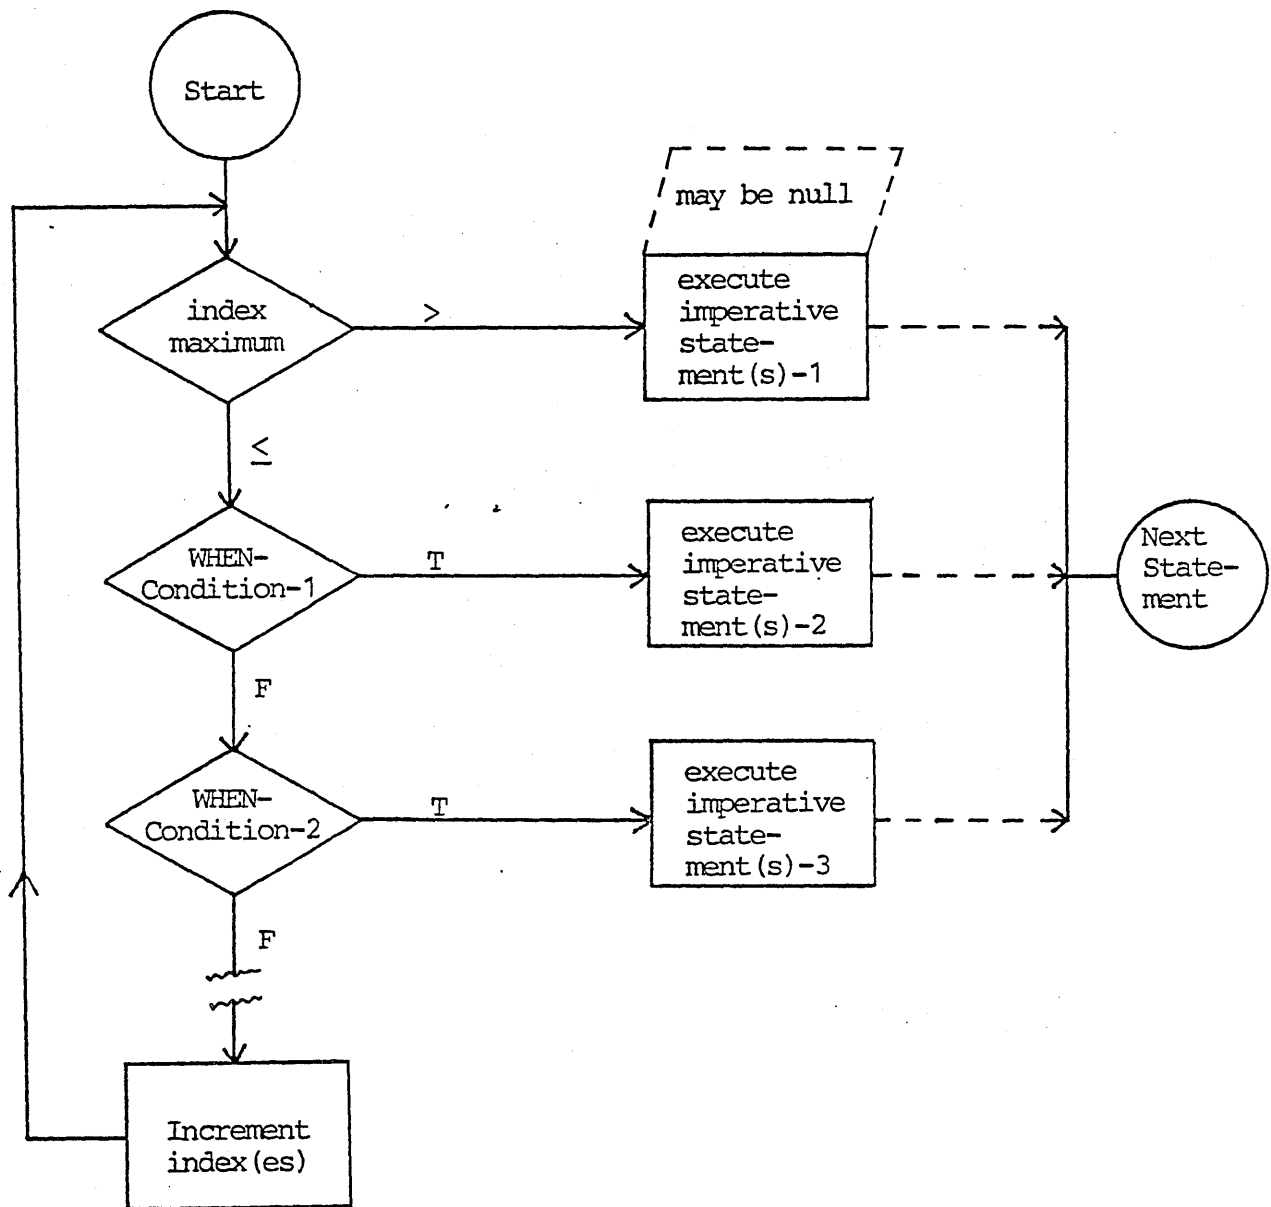 Start
may be null
index
maximum
>
execute
imperative
state-
ment(s)-1
≤
WHEN-
Condition-1
T
execute
imperative
state-
ment(s)-2
Next
State-
ment
F
WHEN-
Condition-2
T
execute
imperative
state-
ment(s)-3
F
Increment
index(es)